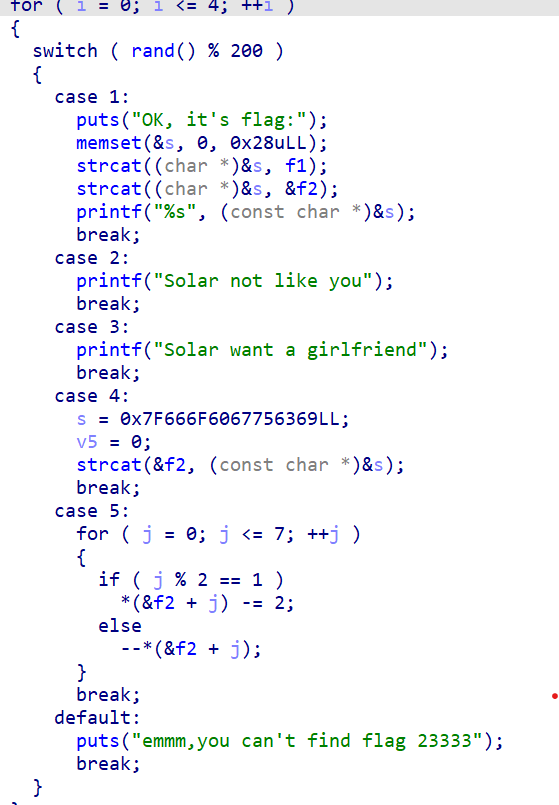 for ( i = 0; i <= 4; ++i )
{
  switch ( rand() % 200 )
  {
    case 1:
      puts("OK, it's flag:");
      memset(&s, 0, 0x28uLL);
      strcat((char *)&s, f1);
      strcat((char *)&s, &f2);
      printf("%s", (const char *)&s);
      break;
    case 2:
      printf("Solar not like you");
      break;
    case 3:
      printf("Solar want a girlfriend");
      break;
    case 4:
      s = 0x7F666F6067756369LL;
      v5 = 0;
      strcat(&f2, (const char *)&s);
      break;
    case 5:
      for ( j = 0; j <= 7; ++j )
      {
        if ( j % 2 == 1 )
          *(&f2 + j) -= 2;
        else
          --*(&f2 + j);
      }
      break;
    default:
      puts("emmm,you can't find flag 23333");
      break;
  }